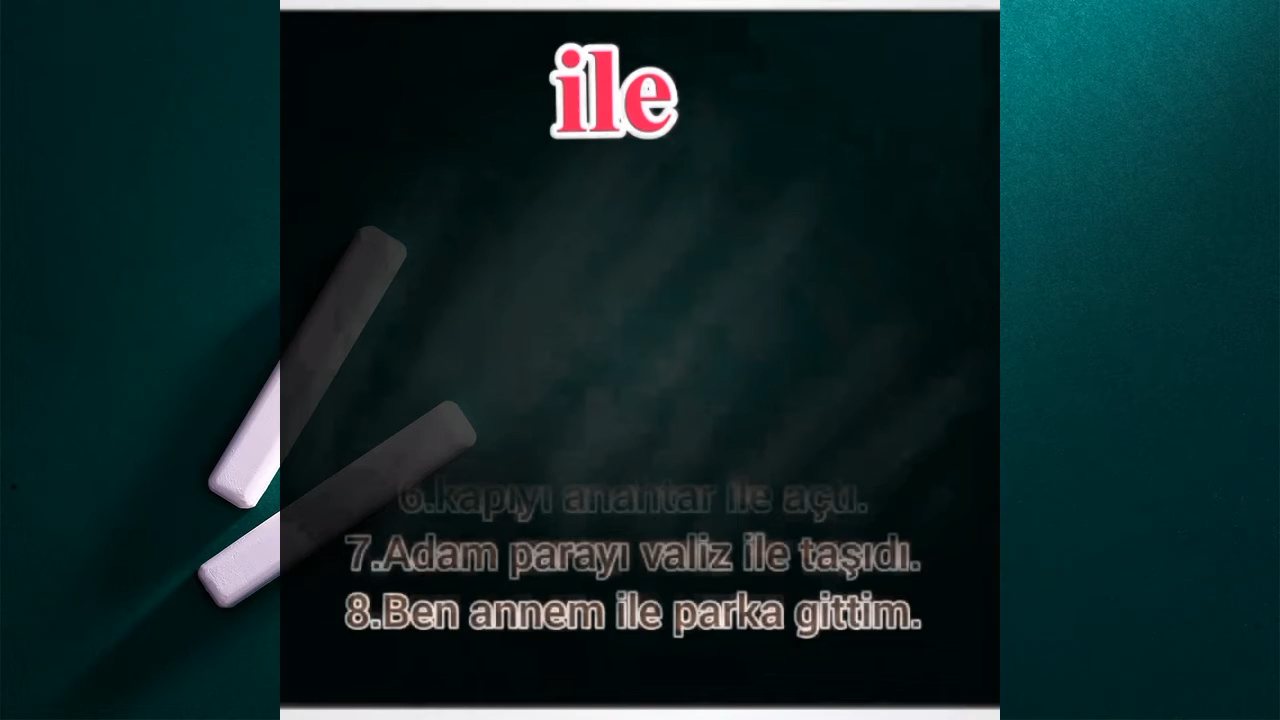 ile
6.kapıyı anahtar ile açtı.
7.Adam parayı valiz ile taşıdı.
8.Ben annem ile parka gittim.